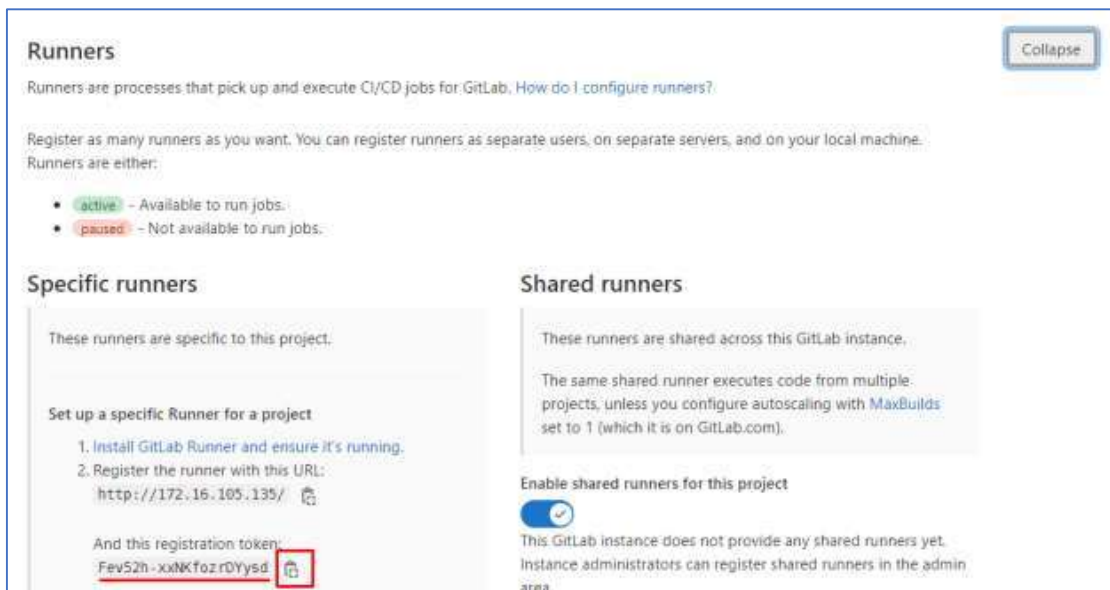 Runners
Collapse
Runners are processes that pick up and execute CI/CD jobs for GitLab. How do I configure runners?
Register as many runners as you want. You can register runners as separate users, on separate servers, and on your local machine.
Runners are either:
• active - Available to run jobs.
• paused - Not available to run jobs.
Specific runners
These runners are specific to this project.
Set up a specific Runner for a project
1. Install GitLab Runner and ensure it's running.
2. Register the runner with this URL:
http://172.16.105.135/
And this registration token:
Fev52h-xxNKfozrDYysd
Shared runners
These runners are shared across this GitLab instance.
The same shared runner executes code from multiple
projects, unless you configure autoscaling with MaxBuilds
set to 1 (which it is on GitLab.com).
Enable shared runners for this project
This GitLab instance does not provide any shared runners yet.
Instance administrators can register shared runners in the admin
area